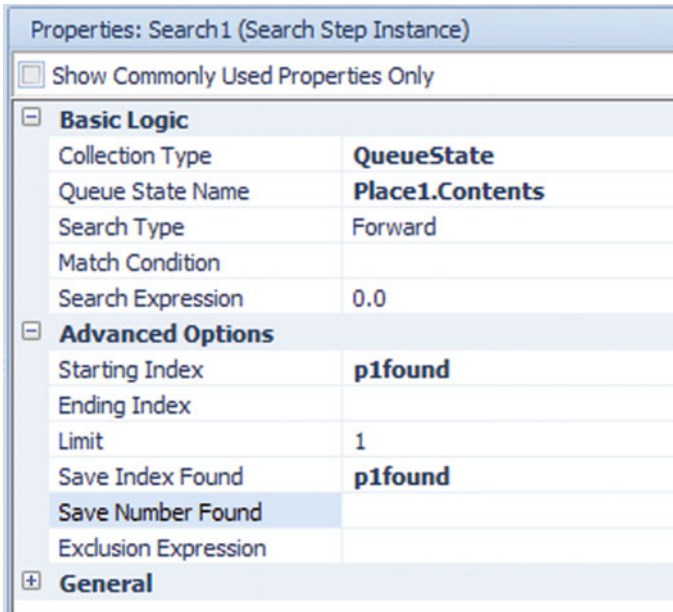 Properties: Search1 (Search Step Instance)
Show Commonly Used Properties Only
Basic Logic
Collection Type QueueState
Queue State Name Place1.Contents
Search Type Forward
Match Condition
Search Expression 0.0
Advanced Options
Starting Index p1found
Ending Index
Limit 1
Save Index Found p1found
Save Number Found
Exclusion Expression
General